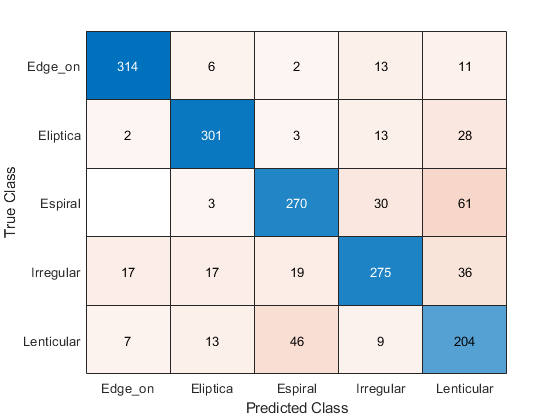 Edge_on 314 6 2 13 11
Eliptica 2 301 3 13 28
Espiral 3 270 30 61
Irregular 17 17 19 275 36
Lenticular 7 13 46 9 204
Edge_on Eliptica Espiral Irregular Lenticular
Predicted Class
True Class